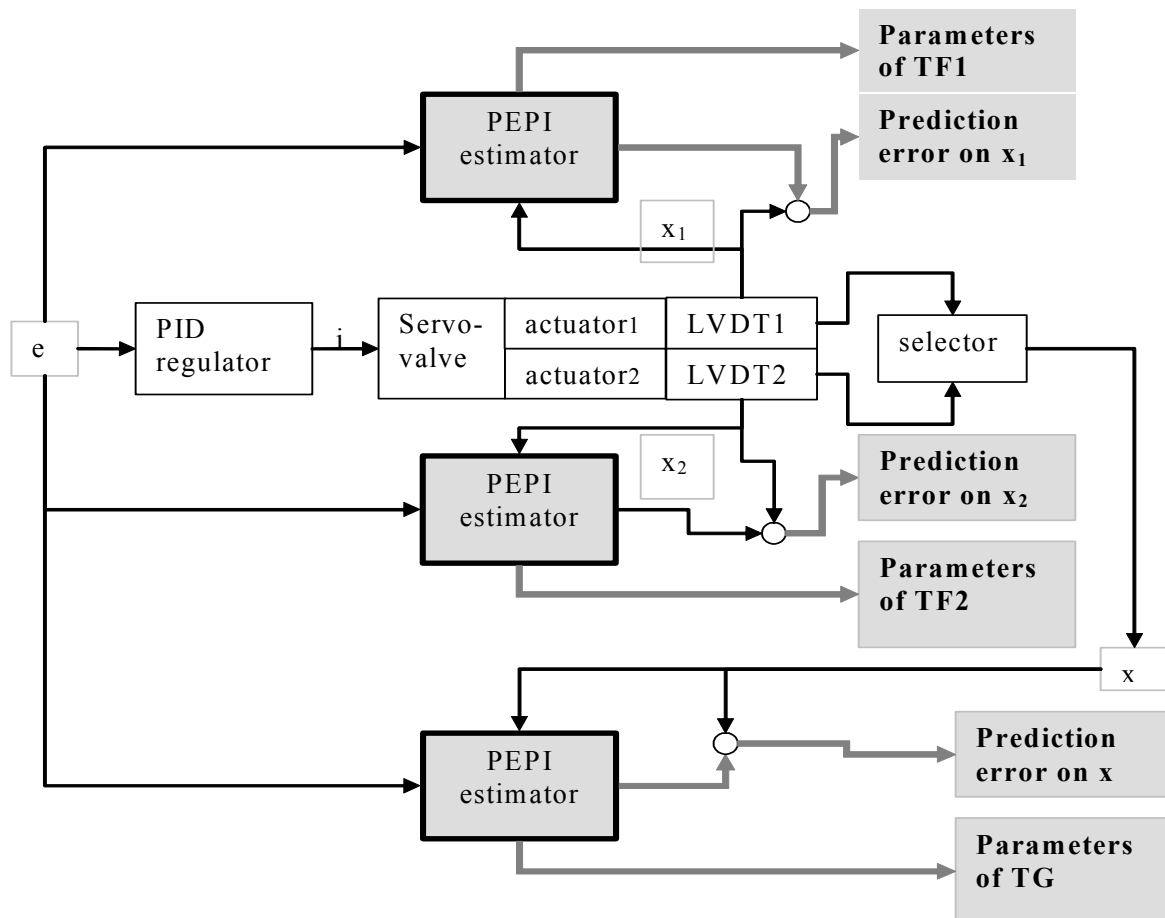 Parameters
of TF1
PEPI
estimator
Prediction
error on x1
x1
e
PID
regulator
i
Servo-
valve
actuator1
LVDT1
actuator2
LVDT2
selector
PEPI
estimator
x2
Prediction
error on x2
Parameters
of TF2
x
PEPI
estimator
Prediction
error on x
Parameters
of TG